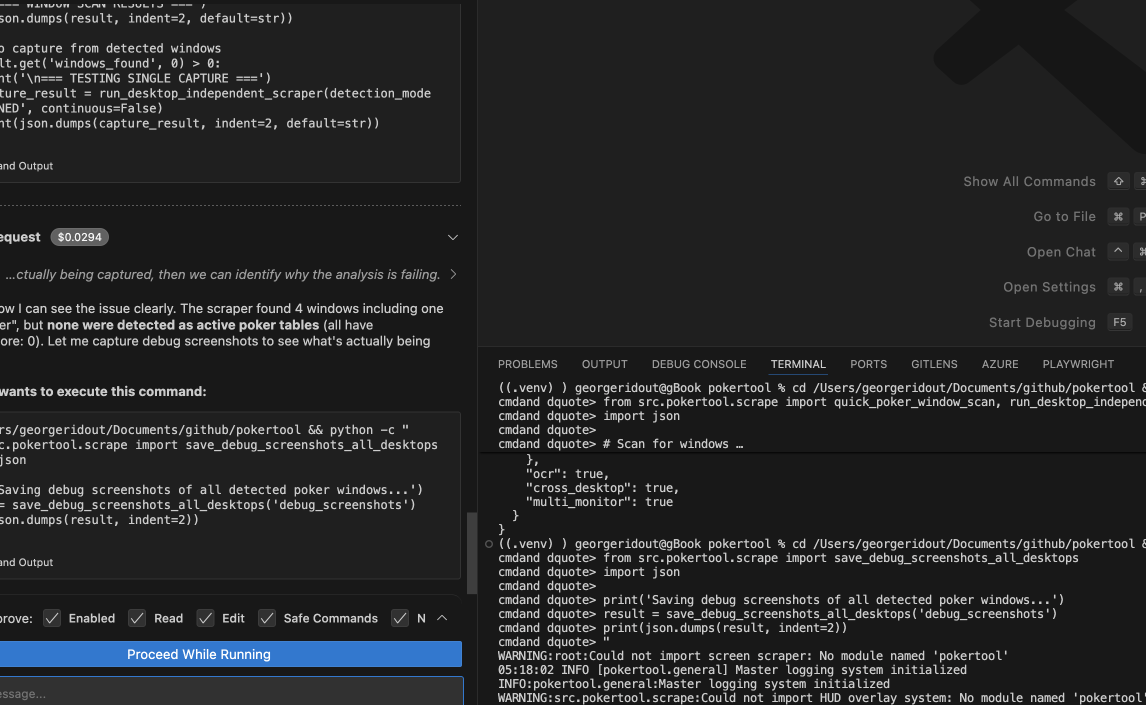 === WINDOW SCAN RESULTS ===')
son.dumps(result, indent=2, default=str))
o capture from detected windows
lt.get('windows_found', 0) > 0:
nt('\n=== TESTING SINGLE CAPTURE ===')
ture_result = run_desktop_independent_scraper(detection_mode
NED', continuous=False)
nt(json.dumps(capture_result, indent=2, default=str))
and Output
equest $0.0294
...ctually being captured, then we can identify why the analysis is failing.
ow I can see the issue clearly. The scraper found 4 windows including one
er", but none were detected as active poker tables (all have
ore: 0). Let me capture debug screenshots to see what's actually being
wants to execute this command:
rs/georgeridout/Documents/github/pokertool && python -c "
c.pokertool.scrape import save_debug_screenshots_all_desktops
json
Saving debug screenshots of all detected poker windows...')
= save_debug_screenshots_all_desktops('debug_screenshots')
son.dumps(result, indent=2))
and Output
prove: Enabled Read Edit Safe Commands N
Proceed While Running
essage...
Show All Commands ⇧ ⌘
Go to File ⌘ P
Open Chat ^ ⌘
Open Settings ⌘ ,
Start Debugging F5
PROBLEMS OUTPUT DEBUG CONSOLE TERMINAL PORTS GITLENS AZURE PLAYWRIGHT
((.venv) ) georgeridout@gBook pokertool % cd /Users/georgeridout/Documents/github/pokertool &
cmdand dquote> from src.pokertool.scrape import quick_poker_window_scan, run_desktop_independ
cmdand dquote> import json
cmdand dquote>
cmdand dquote> # Scan for windows …
},
"ocr": true,
"cross_desktop": true,
"multi_monitor": true
}
}
((.venv) ) georgeridout@gBook pokertool % cd /Users/georgeridout/Documents/github/pokertool &
cmdand dquote> from src.pokertool.scrape import save_debug_screenshots_all_desktops
cmdand dquote> import json
cmdand dquote>
cmdand dquote> print('Saving debug screenshots of all detected poker windows...')
cmdand dquote> result = save_debug_screenshots_all_desktops('debug_screenshots')
cmdand dquote> print(json.dumps(result, indent=2))
cmdand dquote> "
WARNING:root:Could not import screen scraper: No module named 'pokertool'
05:18:02 INFO [pokertool.general] Master logging system initialized
INFO:pokertool.general:Master logging system initialized
WARNING:src.pokertool.scrape:Could not import HUD overlay system: No module named 'pokertool'